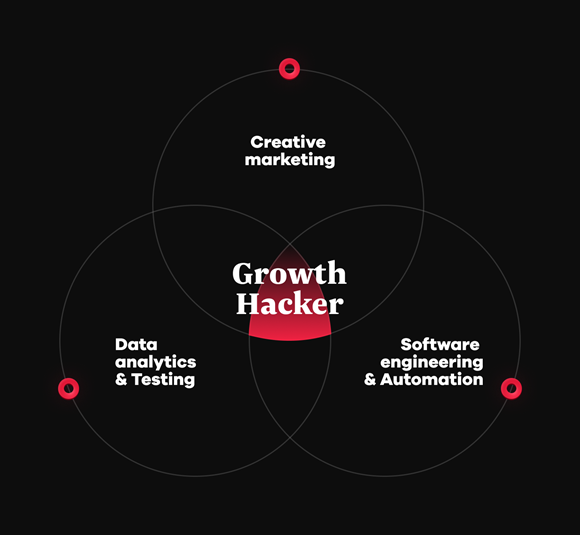 Creative
marketing
Growth
Hacker
Data
analytics
& Testing
Software
engineering
& Automation